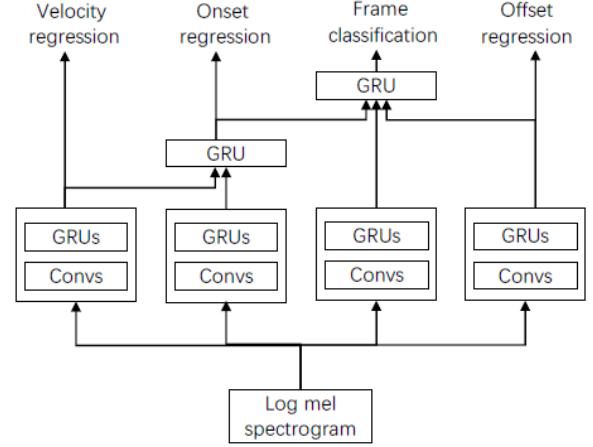 Velocity
regression
Onset
regression
Frame
classification
Offset
regression
GRU
GRU
GRUs
Convs
GRUs
Convs
GRUs
Convs
GRUs
Convs
Log mel
spectrogram